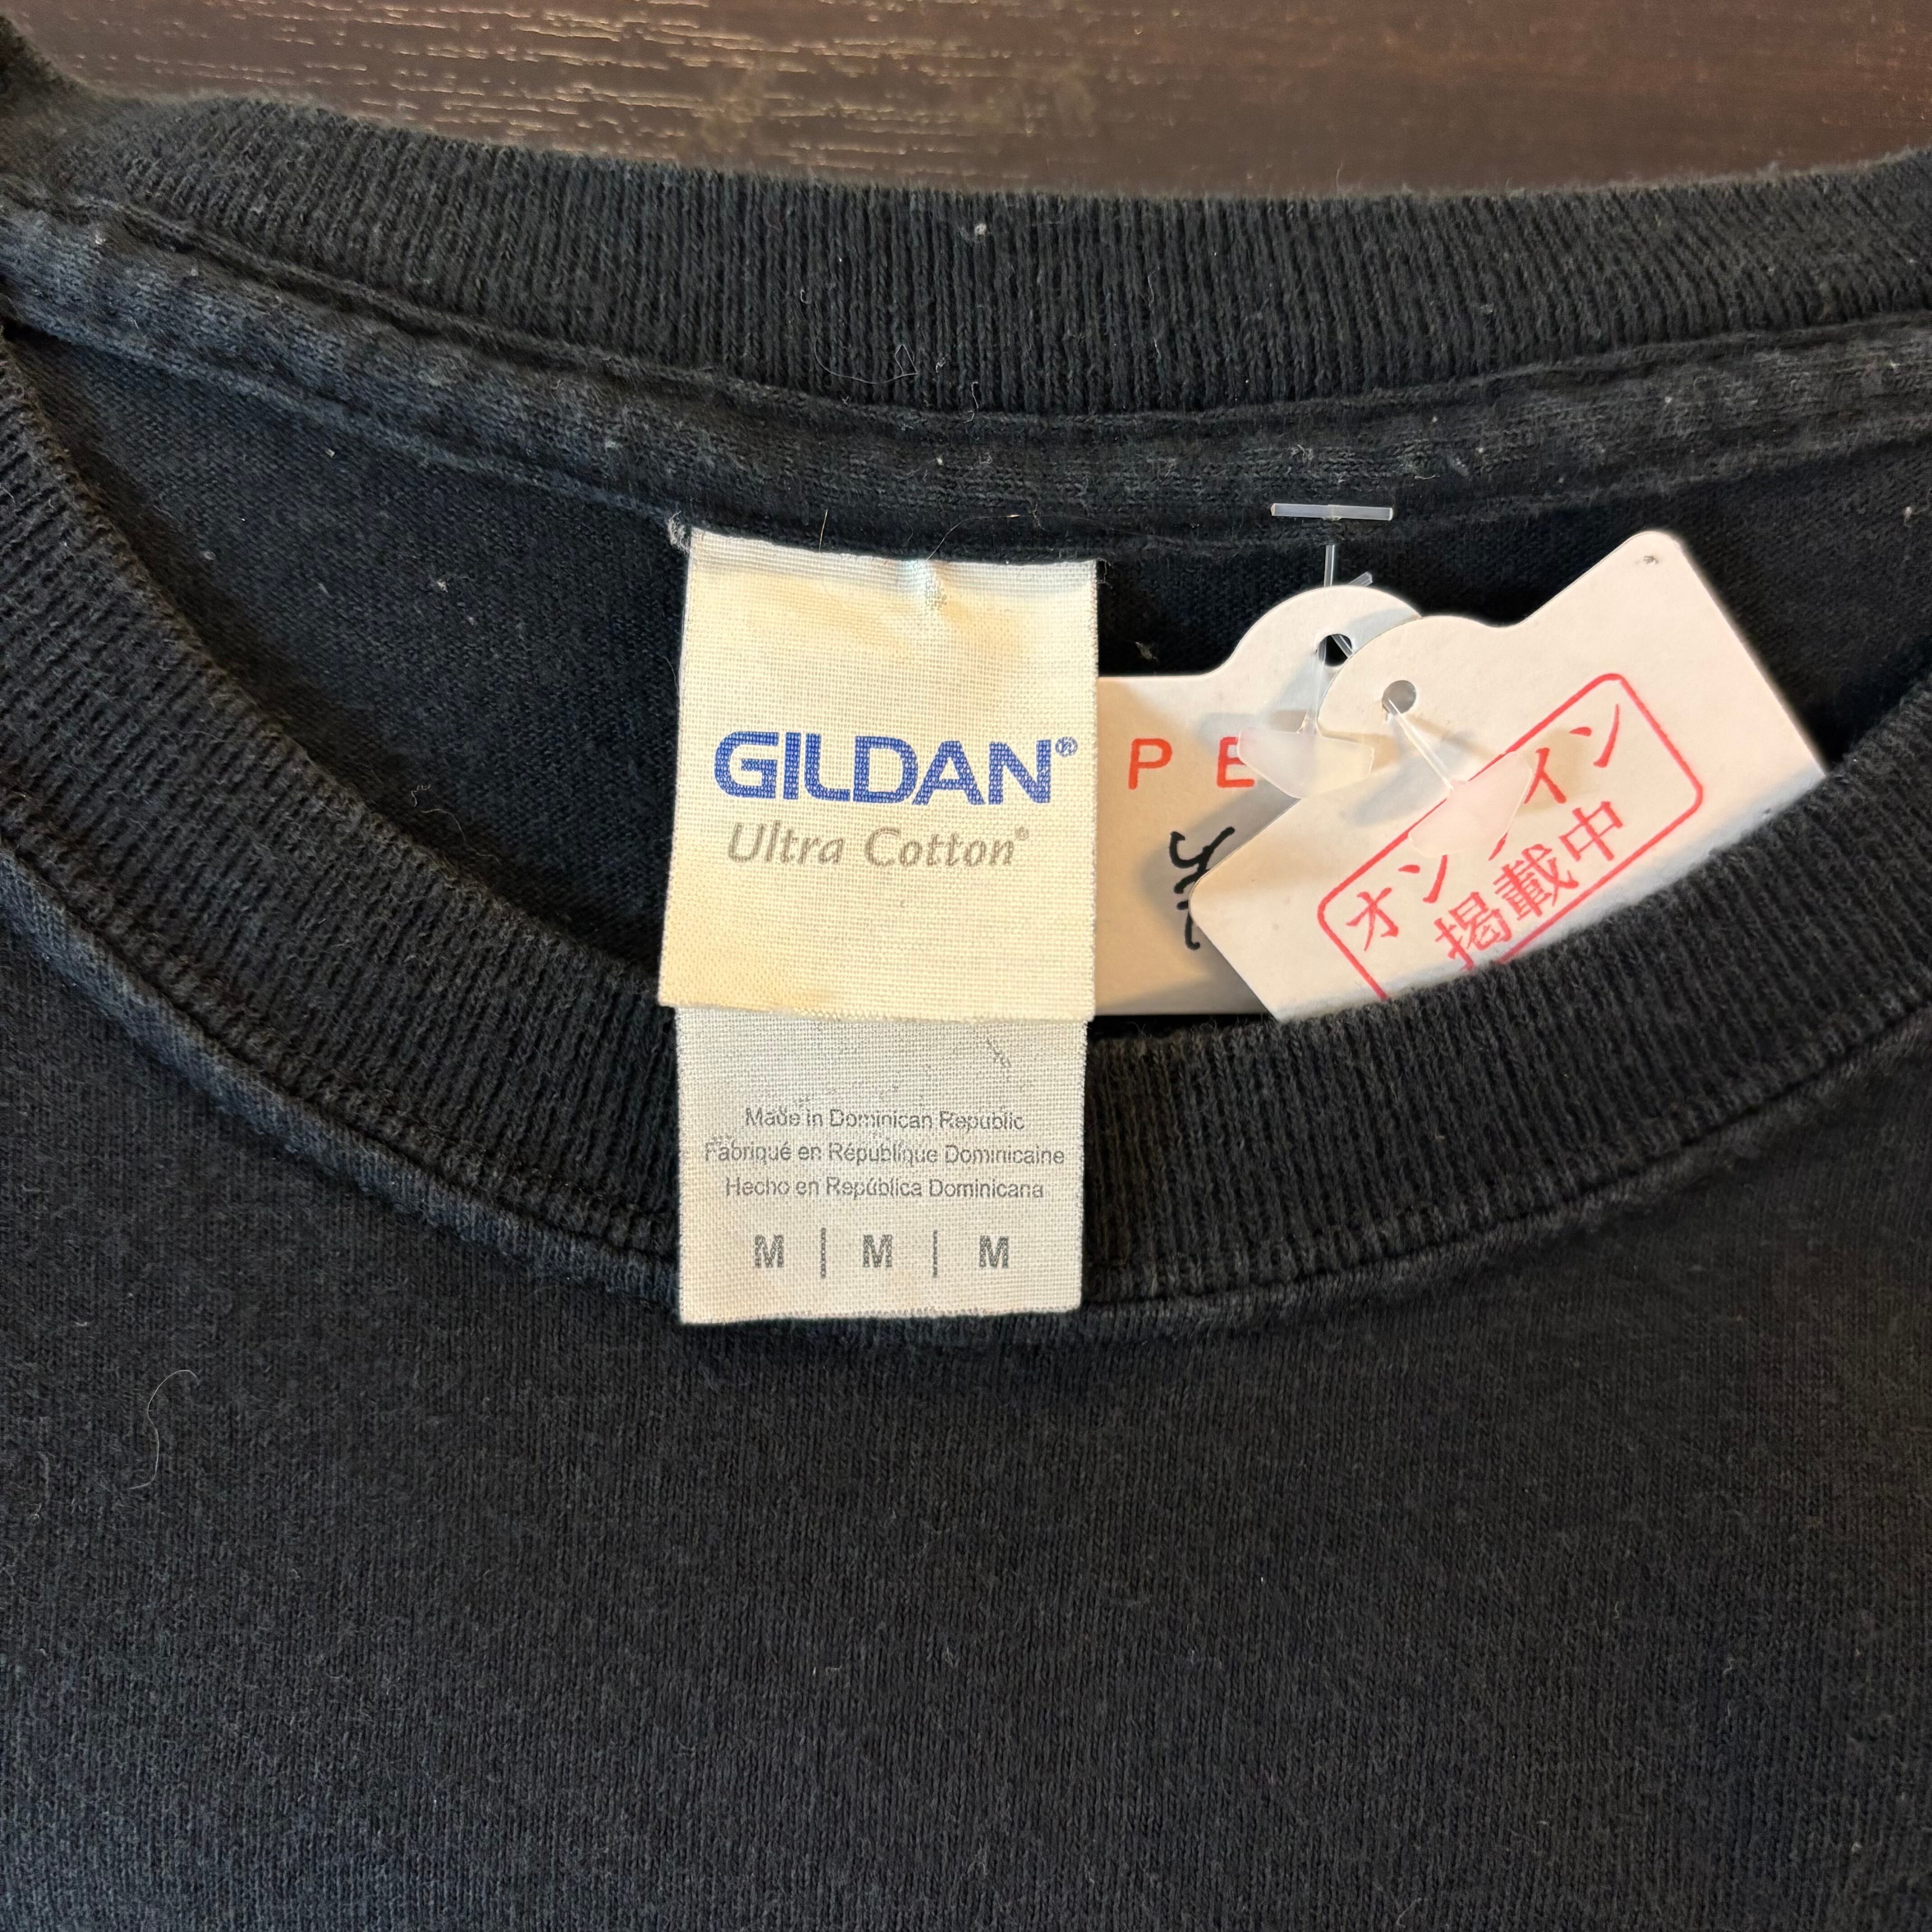 GILDAN®
Ultra Cotton®
Made in Dominican Republic
Fabriqué en République Dominicaine
Hecho en República Dominicana
M | M | M
P E
オンライン
掲載中